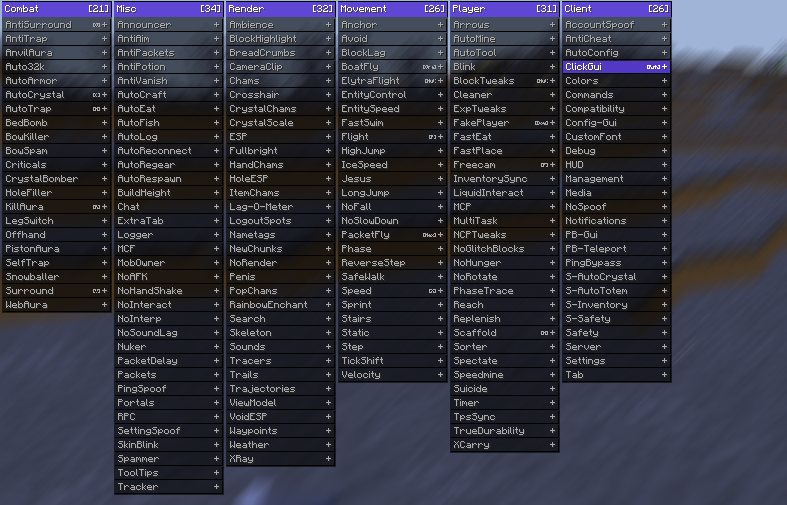 Combat [21]
AntiSurround +
AntiTrap +
AnvilAura +
Auto32k +
AutoArmor +
AutoCrystal +
AutoTrap +
BedBomb +
BowKiller +
BowSpam +
Criticals +
CrystalBomber +
HoleFiller +
KillAura +
LegSwitch +
Offhand +
PistonAura +
SelfTrap +
Snowballer +
Surround +
WebAura +
Misc [34]
Announcer +
AntiAim +
AntiPackets +
AntiPotion +
AntiVanish +
AutoCraft +
AutoEat +
AutoFish +
AutoLog +
AutoReconnect +
AutoRegear +
AutoRespawn +
BuildHeight +
Chat +
ExtraTab +
Logger +
MCF +
MobOwner +
NoAFK +
NoHandShake +
NoInteract +
NoInterp +
NoSoundLag +
Nuker +
PacketDelay +
Packets +
PingSpoof +
Portals +
RPC +
SettingSpoof +
SkinBlink +
Spammer +
ToolTips +
Tracker +
Render [32]
Ambience +
BlockHighlight +
BreadCrumbs +
CameraClip +
Chams +
Crosshair +
CrystalChams +
CrystalScale +
ESP +
Fullbright +
HandChams +
HoleESP +
ItemChams +
Lag-O-Meter +
LogoutSpots +
Nametags +
NewChunks +
NoRender +
Penis +
PopChams +
RainbowEnchant +
Search +
Skeleton +
Sounds +
Tracers +
Trails +
Trajectories +
ViewModel +
VoidESP +
Waypoints +
Weather +
XRay +
Movement [26]
Anchor +
Avoid +
BlockLag +
BoatFly +
ElytraFlight +
EntityControl +
EntitySpeed +
FastSwim +
Flight +
HighJump +
IceSpeed +
Jesus +
LongJump +
NoFall +
NoSlowDown +
PacketFly +
Phase +
ReverseStep +
SafeWalk +
Speed +
Sprint +
Stairs +
Static +
Step +
TickShift +
Velocity +
Player [31]
Arrows +
AutoMine +
AutoTool +
Blink +
BlockTweaks +
Cleaner +
ExpTweaks +
FakePlayer +
FastEat +
FastPlace +
Freecam +
InventorySync +
LiquidInteract +
MCP +
MultiTask +
NCPTweaks +
NoGlitchBlocks +
NoHunger +
NoRotate +
PhaseTrace +
Reach +
Replenish +
Scaffold +
Sorter +
Spectate +
Speedmine +
Suicide +
Timer +
TpsSync +
TrueDurability +
XCarry +
Client [26]
AccountSpoof +
AntiCheat +
AutoConfig +
ClickGui +
Colors +
Commands +
Compatibility +
Config-Gui +
CustomFont +
Debug +
HUD +
Management +
Media +
NoSpoof +
Notifications +
PB-Gui +
PB-Teleport +
PingBypass +
S-AutoCrystal +
S-AutoTotem +
S-Inventory +
S-Safety +
Safety +
Server +
Settings +
Tab +